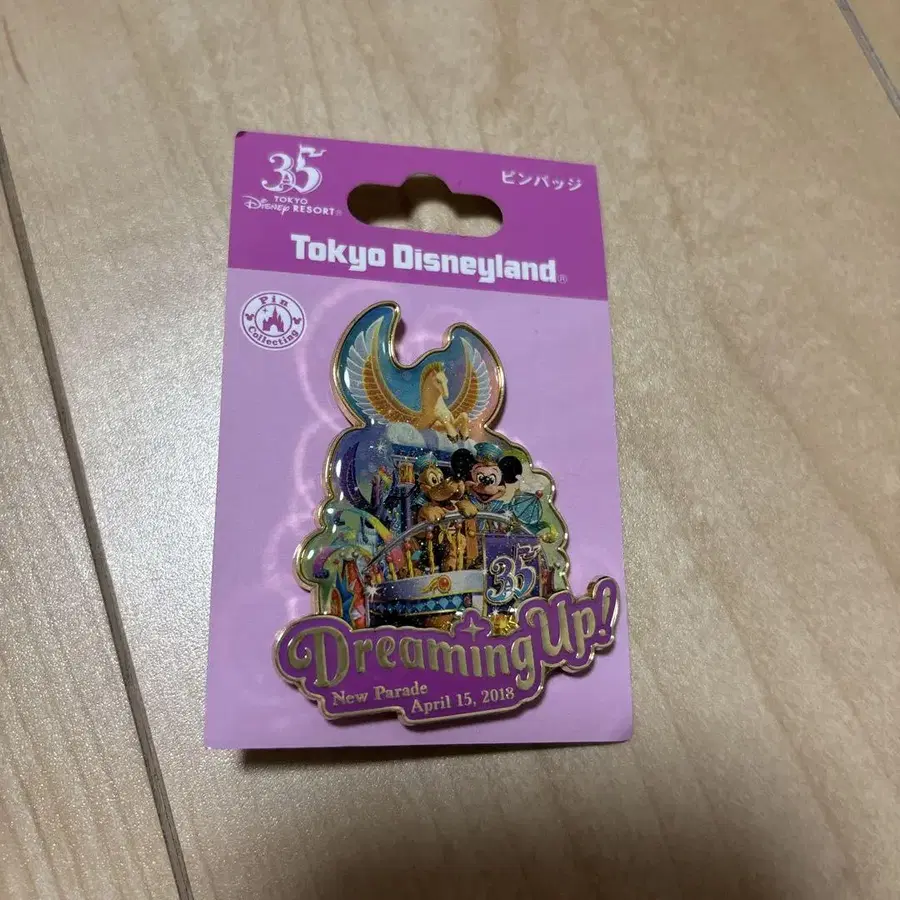 35
TOKYO
Disney RESORT®
ピンバッジ
Tokyo Disneyland®
Pin
Collecting
35
Dreaming Up!
New Parade
April 15, 2018